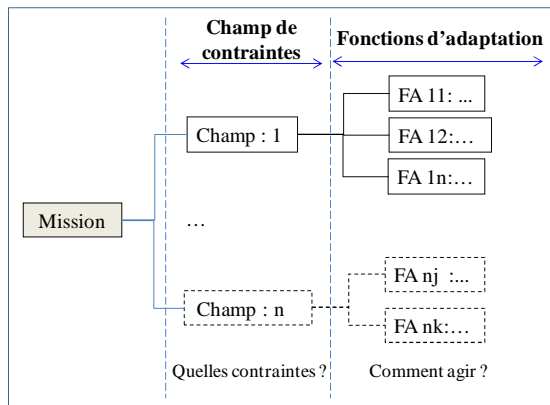 Champ de
contraintes
Fonctions d'adaptation
FA 11: ...
Champ : 1
FA 12:…
FA 1n:…
Mission
…
FA nj :...
Champ : n
FA nk:…
Quelles contraintes ?
Comment agir ?